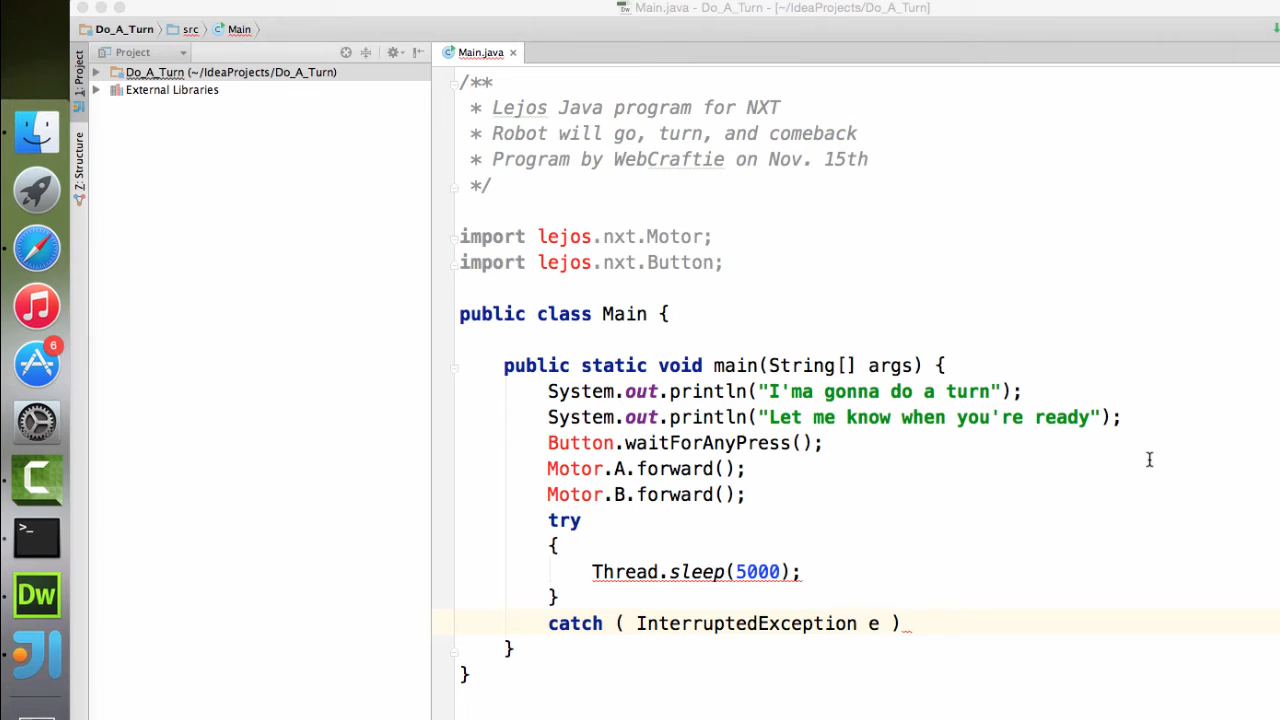 Main.java - Do_A_Turn - [~/IdeaProjects/Do_A_Turn]
Do_A_Turn src Main
Project
Main.java
1: Project
Z: Structure
Do_A_Turn (~/IdeaProjects/Do_A_Turn)
External Libraries
6
>_
Dw
JI
/**
* Lejos Java program for NXT
* Robot will go, turn, and comeback
* Program by WebCraftie on Nov. 15th
*/
import lejos.nxt.Motor;
import lejos.nxt.Button;
public class Main {
public static void main(String[] args) {
System.out.println("I'ma gonna do a turn");
System.out.println("Let me know when you're ready");
Button.waitForAnyPress();
Motor.A.forward();
Motor.B.forward();
try
{
Thread.sleep(5000);
}
catch ( InterruptedException e )
}
}